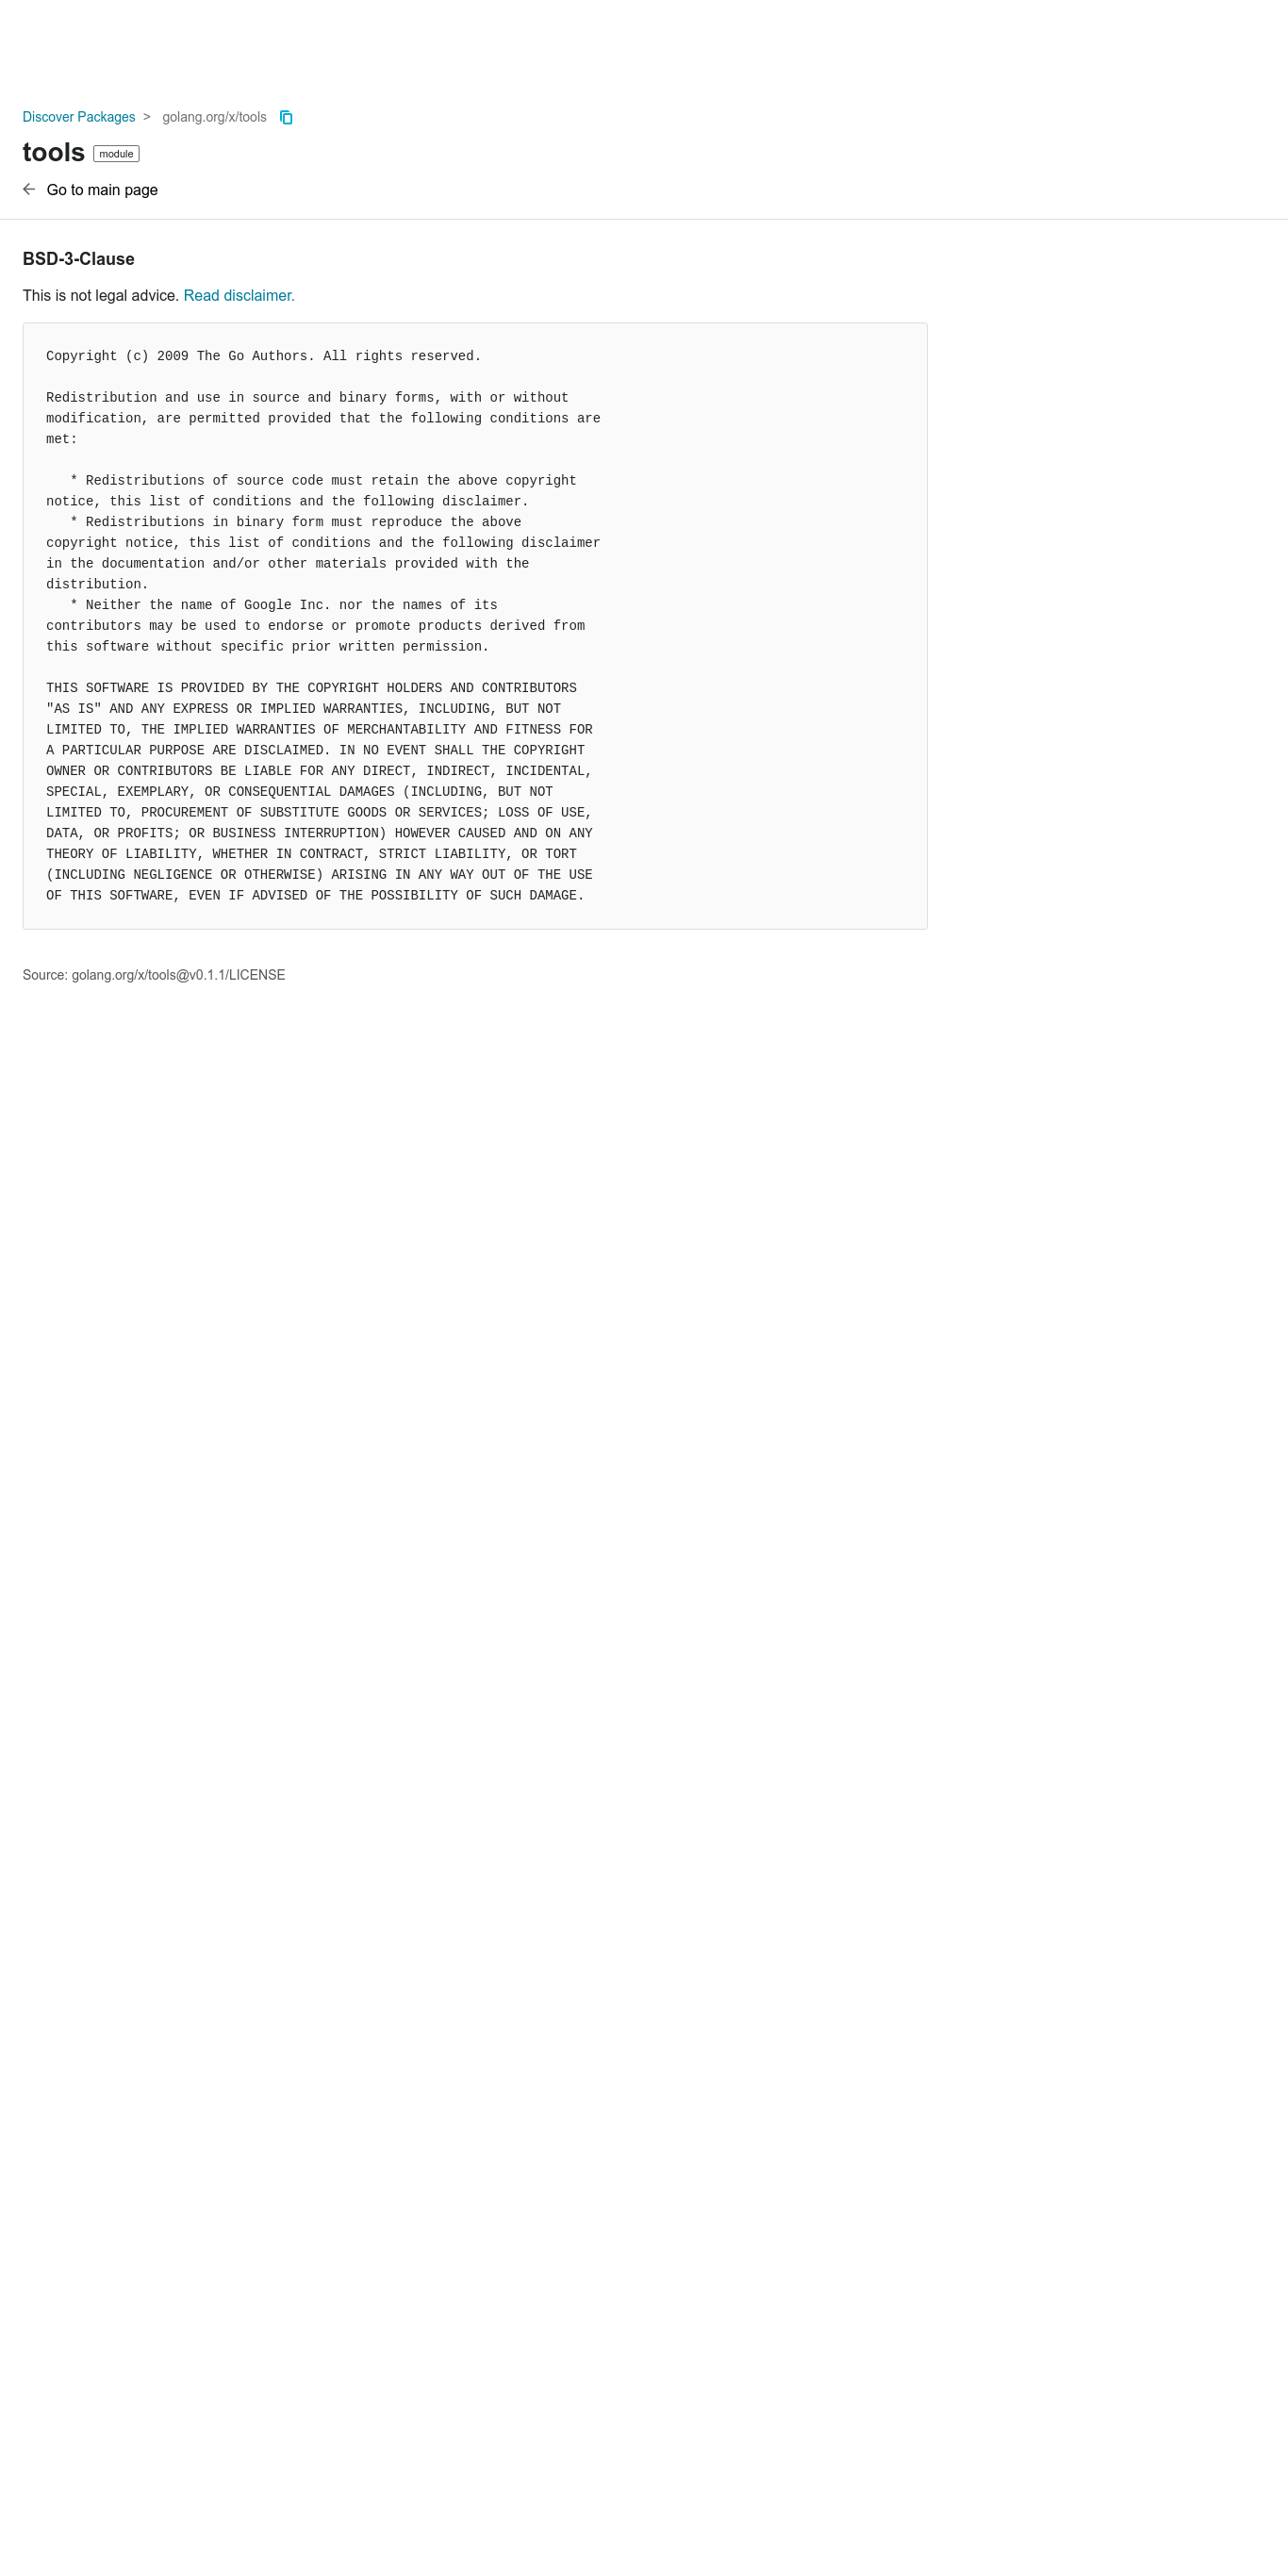 Discover Packages > golang.org/x/tools
tools module
Go to main page
BSD-3-Clause
This is not legal advice. Read disclaimer.
Copyright (c) 2009 The Go Authors. All rights reserved.
Redistribution and use in source and binary forms, with or without
modification, are permitted provided that the following conditions are
met:
* Redistributions of source code must retain the above copyright
notice, this list of conditions and the following disclaimer.
* Redistributions in binary form must reproduce the above
copyright notice, this list of conditions and the following disclaimer
in the documentation and/or other materials provided with the
distribution.
* Neither the name of Google Inc. nor the names of its
contributors may be used to endorse or promote products derived from
this software without specific prior written permission.
THIS SOFTWARE IS PROVIDED BY THE COPYRIGHT HOLDERS AND CONTRIBUTORS
"AS IS" AND ANY EXPRESS OR IMPLIED WARRANTIES, INCLUDING, BUT NOT
LIMITED TO, THE IMPLIED WARRANTIES OF MERCHANTABILITY AND FITNESS FOR
A PARTICULAR PURPOSE ARE DISCLAIMED. IN NO EVENT SHALL THE COPYRIGHT
OWNER OR CONTRIBUTORS BE LIABLE FOR ANY DIRECT, INDIRECT, INCIDENTAL,
SPECIAL, EXEMPLARY, OR CONSEQUENTIAL DAMAGES (INCLUDING, BUT NOT
LIMITED TO, PROCUREMENT OF SUBSTITUTE GOODS OR SERVICES; LOSS OF USE,
DATA, OR PROFITS; OR BUSINESS INTERRUPTION) HOWEVER CAUSED AND ON ANY
THEORY OF LIABILITY, WHETHER IN CONTRACT, STRICT LIABILITY, OR TORT
(INCLUDING NEGLIGENCE OR OTHERWISE) ARISING IN ANY WAY OUT OF THE USE
OF THIS SOFTWARE, EVEN IF ADVISED OF THE POSSIBILITY OF SUCH DAMAGE.
Source: golang.org/x/tools@v0.1.1/LICENSE